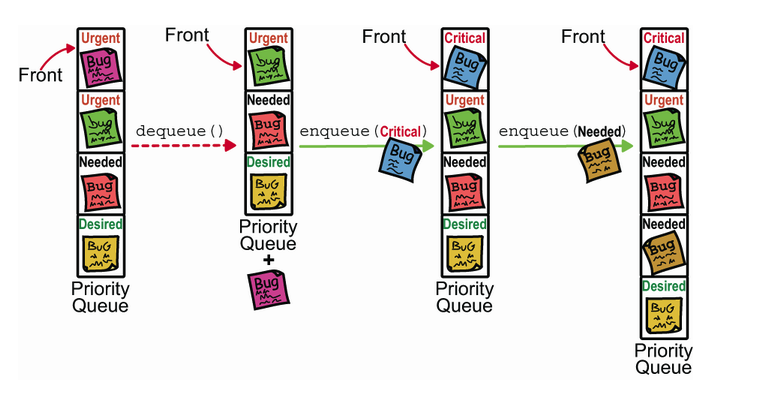 Front
Urgent
Bug
Urgent
bug
Needed
Bug
Desired
BuG
Priority
Queue
dequeue()
Front
Urgent
bug
Needed
Bug
Desired
BuG
Priority
Queue
+
Bug
enqueue(Critical)
Bug
Front
Critical
Bug
Urgent
bug
Needed
Bug
Desired
BuG
Priority
Queue
enqueue(Needed)
Bug
Front
Critical
Bug
Urgent
bug
Needed
Bug
Needed
Bug
Desired
BuG
Priority
Queue